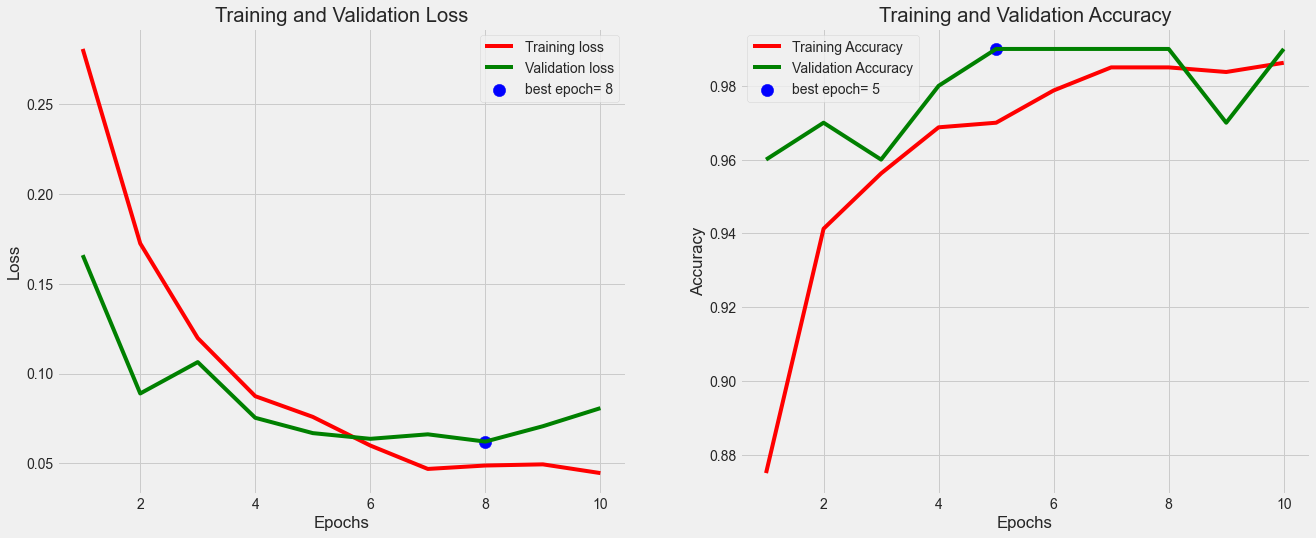 Training and Validation Loss
Training loss
Validation loss
best epoch= 8
0.25
0.20
0.15
0.10
0.05
Loss
2 4 6 8 10
Epochs
Training and Validation Accuracy
Training Accuracy
Validation Accuracy
best epoch= 5
0.98
0.96
0.94
0.92
0.90
0.88
Accuracy
2 4 6 8 10
Epochs